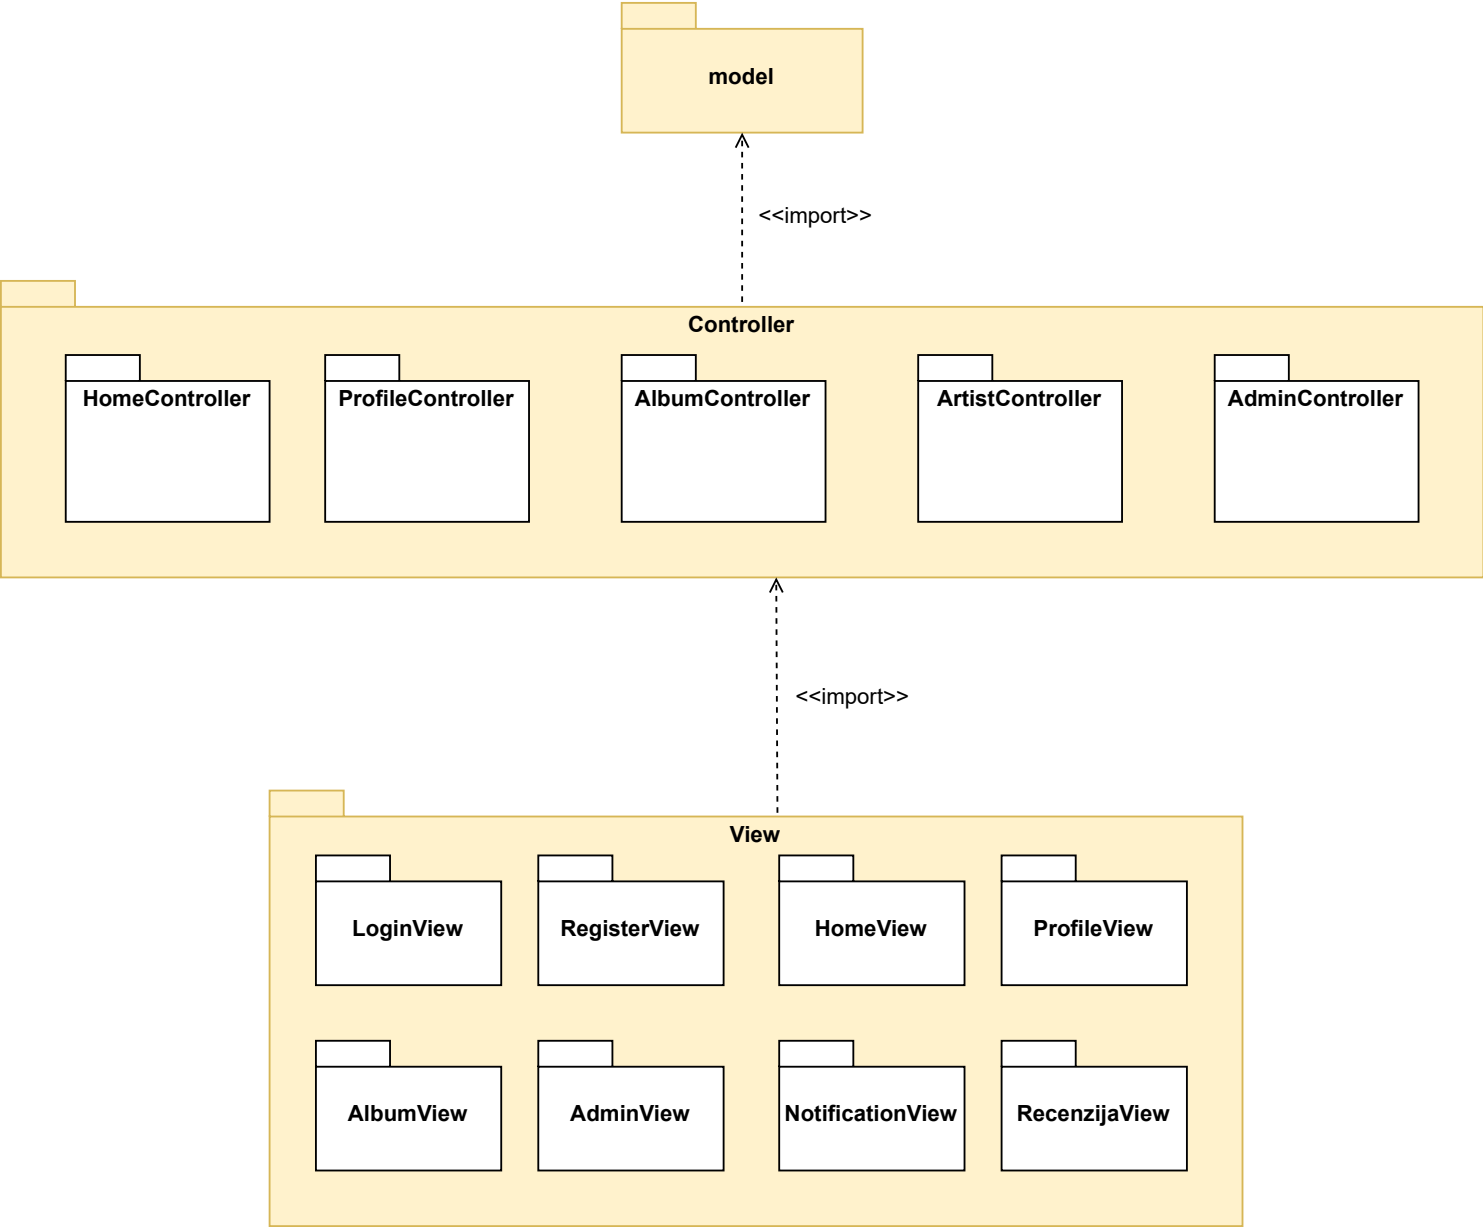 model
<<import>>
Controller
HomeController
ProfileController
AlbumController
ArtistController
AdminController
<<import>>
View
LoginView
RegisterView
HomeView
ProfileView
AlbumView
AdminView
NotificationView
RecenzijaView